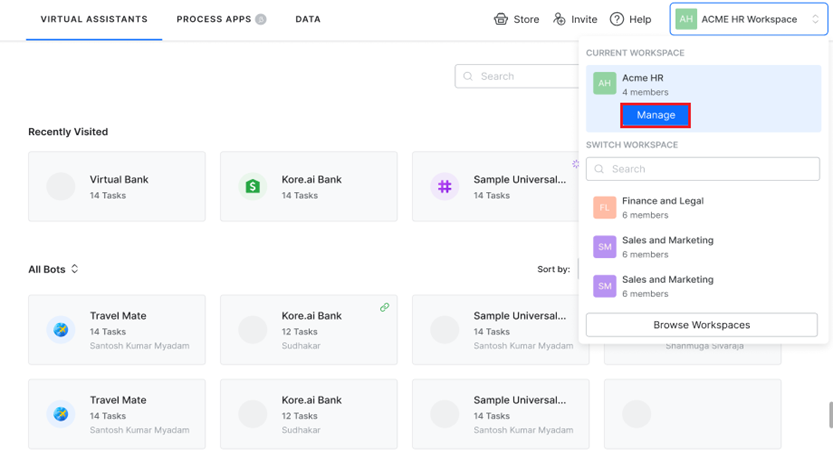 VIRTUAL ASSISTANTS
PROCESS APPS
DATA
Store
Invite
Help
AH
ACME HR Workspace
CURRENT WORKSPACE
AH
Acme HR
4 members
Manage
SWITCH WORKSPACE
Search
FL
Finance and Legal
6 members
SM
Sales and Marketing
6 members
SM
Sales and Marketing
6 members
Browse Workspaces
Search
Recently Visited
Virtual Bank
14 Tasks
Kore.ai Bank
14 Tasks
Sample Universal...
14 Tasks
All Bots
Sort by:
Travel Mate
14 Tasks
Santosh Kumar Myadam
Kore.ai Bank
12 Tasks
Sudhakar
Sample Universal...
14 Tasks
Santosh Kumar Myadam
Shanmuga Sivaraja
Travel Mate
14 Tasks
Santosh Kumar Myadam
Kore.ai Bank
12 Tasks
Sudhakar
Sample Universal...
14 Tasks
Santosh Kumar Myadam